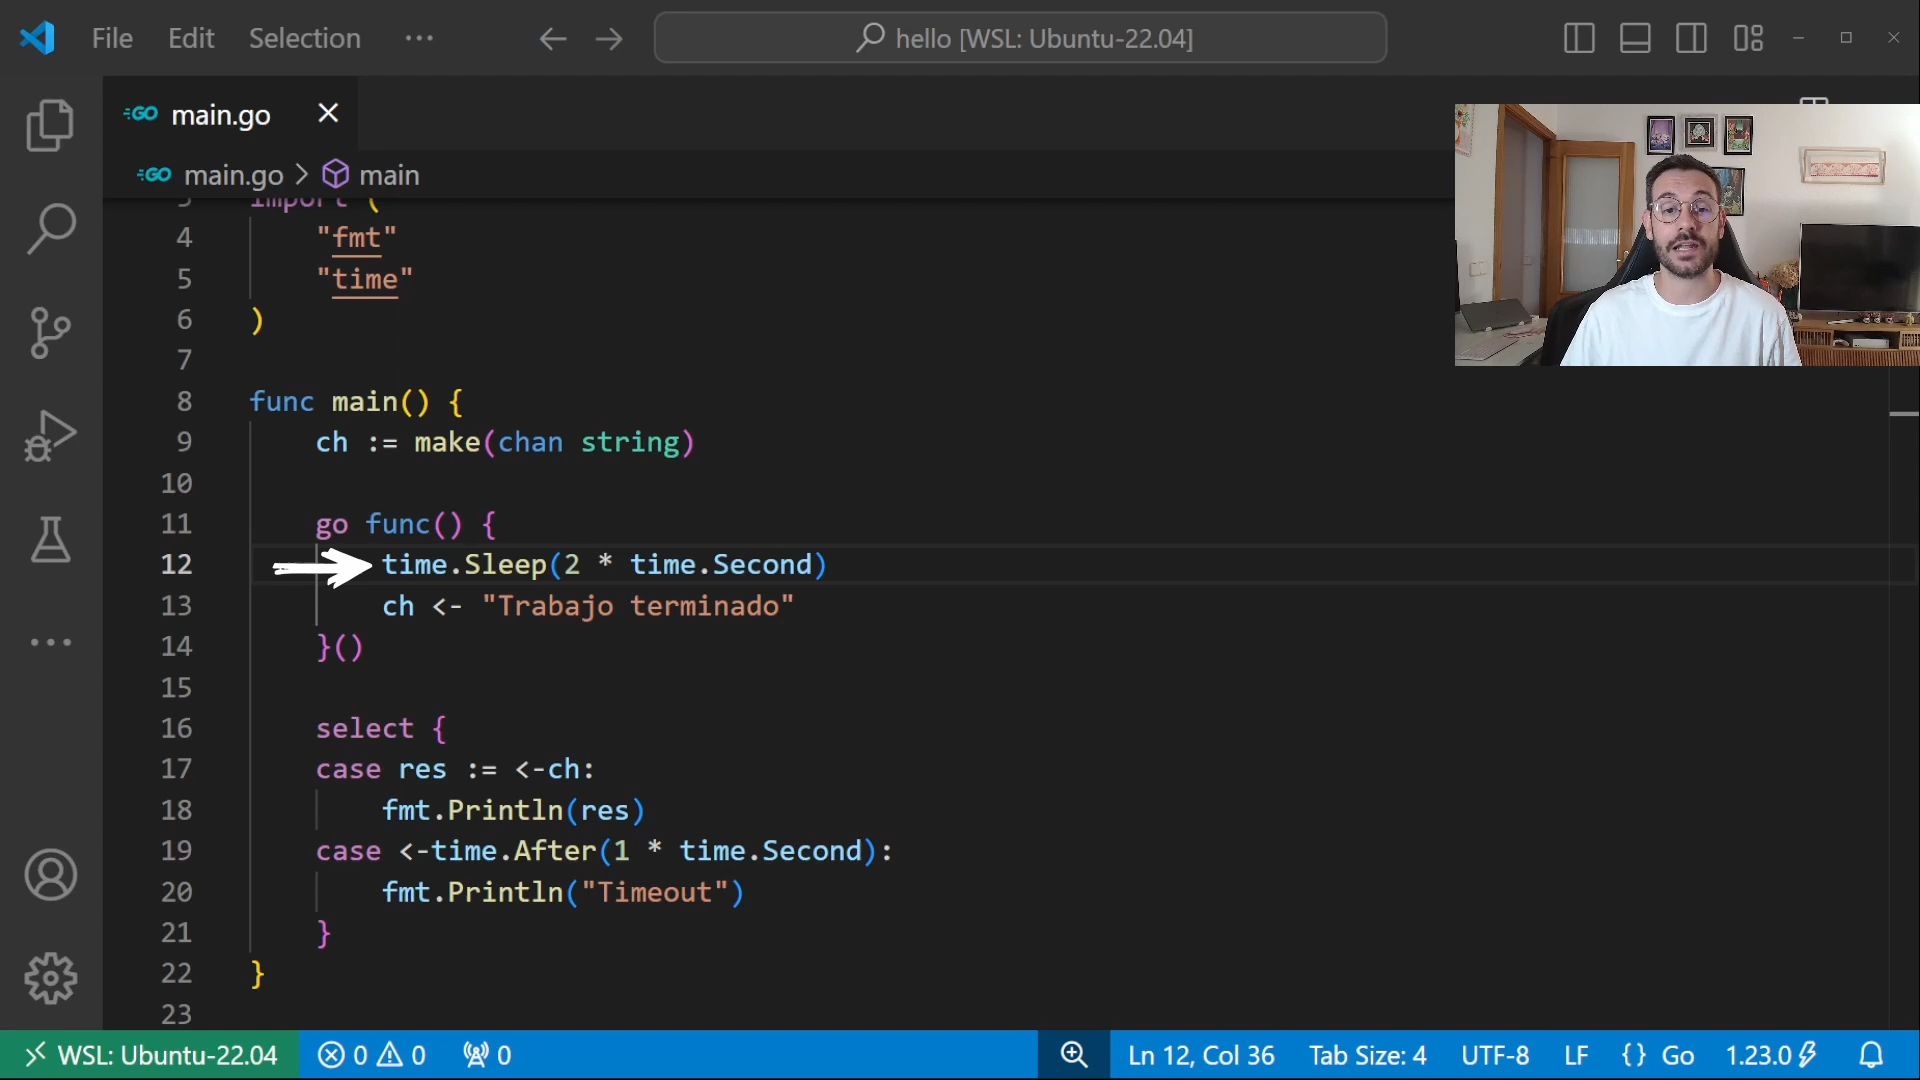 File Edit Selection ···
hello [WSL: Ubuntu-22.04]
GO main.go
GO main.go > main
3 import (
4 "fmt"
5 "time"
6 )
7
8 func main() {
9 ch := make(chan string)
10
11 go func() {
12 time.Sleep(2 * time.Second)
13 ch <- "Trabajo terminado"
14 }()
15
16 select {
17 case res := <-ch:
18 fmt.Println(res)
19 case <-time.After(1 * time.Second):
20 fmt.Println("Timeout")
21 }
22 }
23
WSL: Ubuntu-22.04 0 0 0 Ln 12, Col 36 Tab Size: 4 UTF-8 LF {} Go 1.23.0